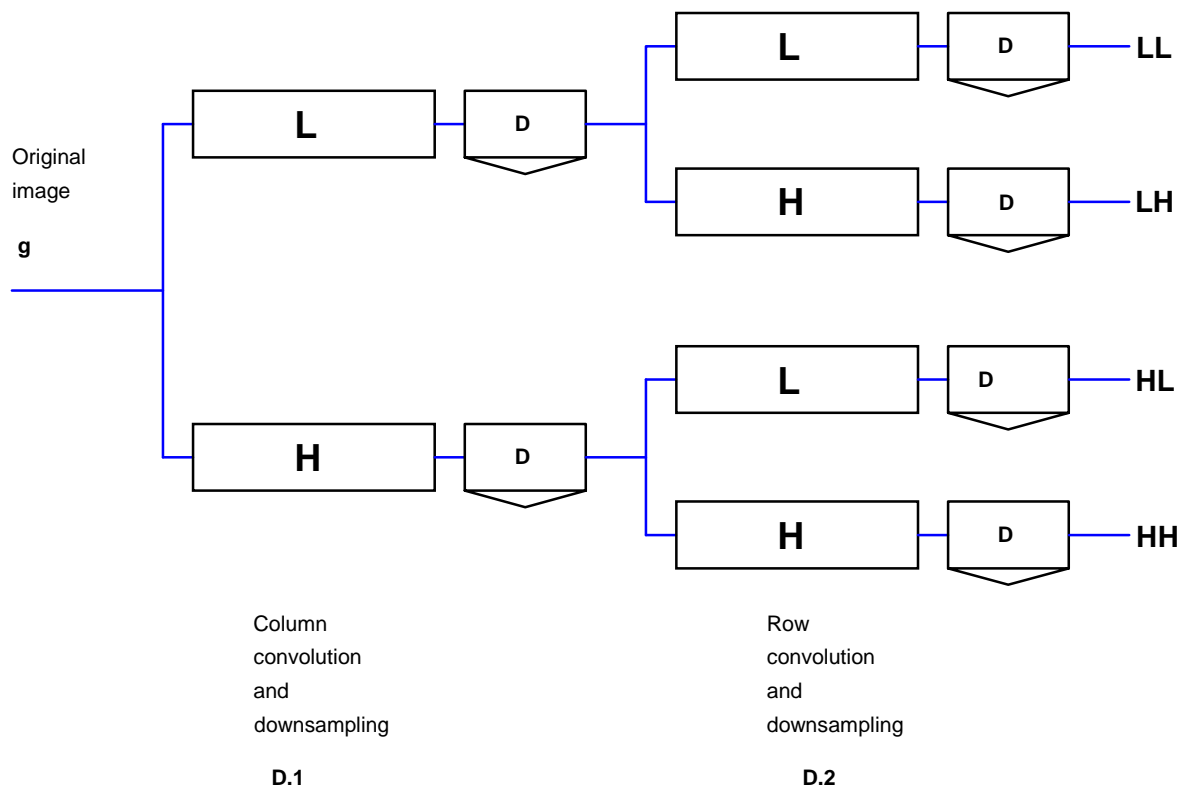 L
D
LL
L
D
Original
image
H
D
LH
g
L
D
HL
H
D
H
D
HH
Column
convolution
and
downsampling
Row
convolution
and
downsampling
D.1
D.2